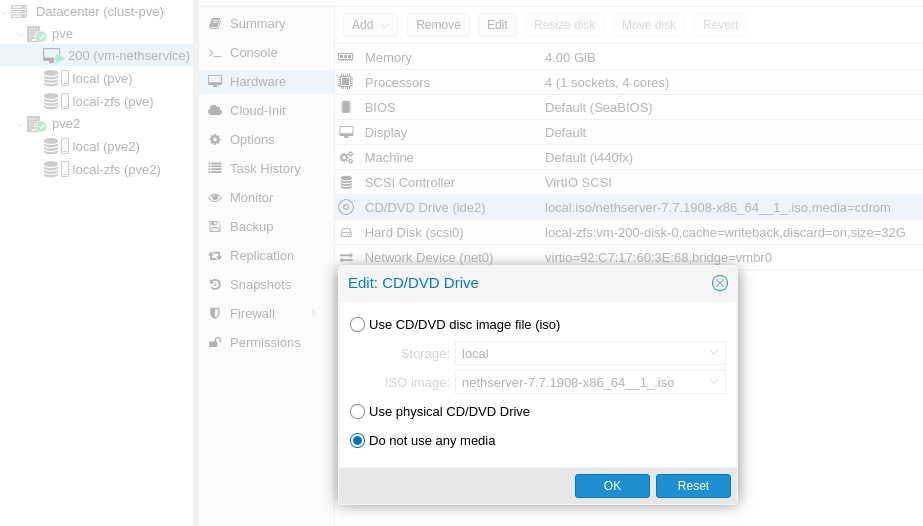 Datacenter (clust-pve)
pve
200 (vm-nethservice)
local (pve)
local-zfs (pve)
pve2
local (pve2)
local-zfs (pve2)
Summary
Console
Hardware
Cloud-Init
Options
Task History
Monitor
Backup
Replication
Snapshots
Firewall
Permissions
Add Remove Edit Resize disk Move disk Revert
Memory 4.00 GiB
Processors 4 (1 sockets, 4 cores)
BIOS Default (SeaBIOS)
Display Default
Machine Default (i440fx)
SCSI Controller VirtIO SCSI
CD/DVD Drive (ide2) local:iso/nethserver-7.7.1908-x86_64__1_.iso,media=cdrom
Hard Disk (scsi0) local-zfs:vm-200-disk-0,cache=writeback,discard=on,size=32G
Network Device (net0) virtio=92:C7:17:60:3E:68,bridge=vmbr0
Edit: CD/DVD Drive
Use CD/DVD disc image file (iso)
Storage: local
ISO image: nethserver-7.7.1908-x86_64__1_.iso
Use physical CD/DVD Drive
Do not use any media
OK Reset